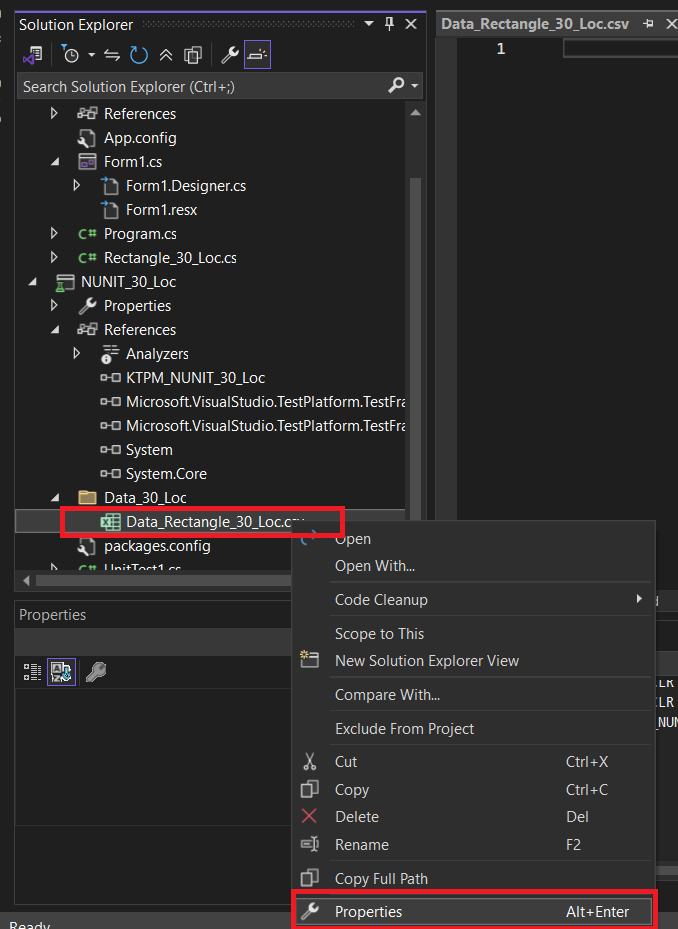 Solution Explorer
Data_Rectangle_30_Loc.csv
1
Search Solution Explorer (Ctrl+;)
References
App.config
Form1.cs
Form1.Designer.cs
Form1.resx
Program.cs
C# Rectangle_30_Loc.cs
NUNIT_30_Loc
Properties
References
Analyzers
KTPM_NUNIT_30_Loc
Microsoft.VisualStudio.TestPlatform.TestFra
Microsoft.VisualStudio.TestPlatform.TestFra
System
System.Core
Data_30_Loc
Data_Rectangle_30_Loc.csv
packages.config
UnitTest1.cs
Properties
Open
Open With...
Code Cleanup
Scope to This
New Solution Explorer View
Compare With...
Exclude From Project
Cut Ctrl+X
Copy Ctrl+C
Delete Del
Rename F2
Copy Full Path
Properties Alt+Enter
CLR
CLR
_NUN
Ready